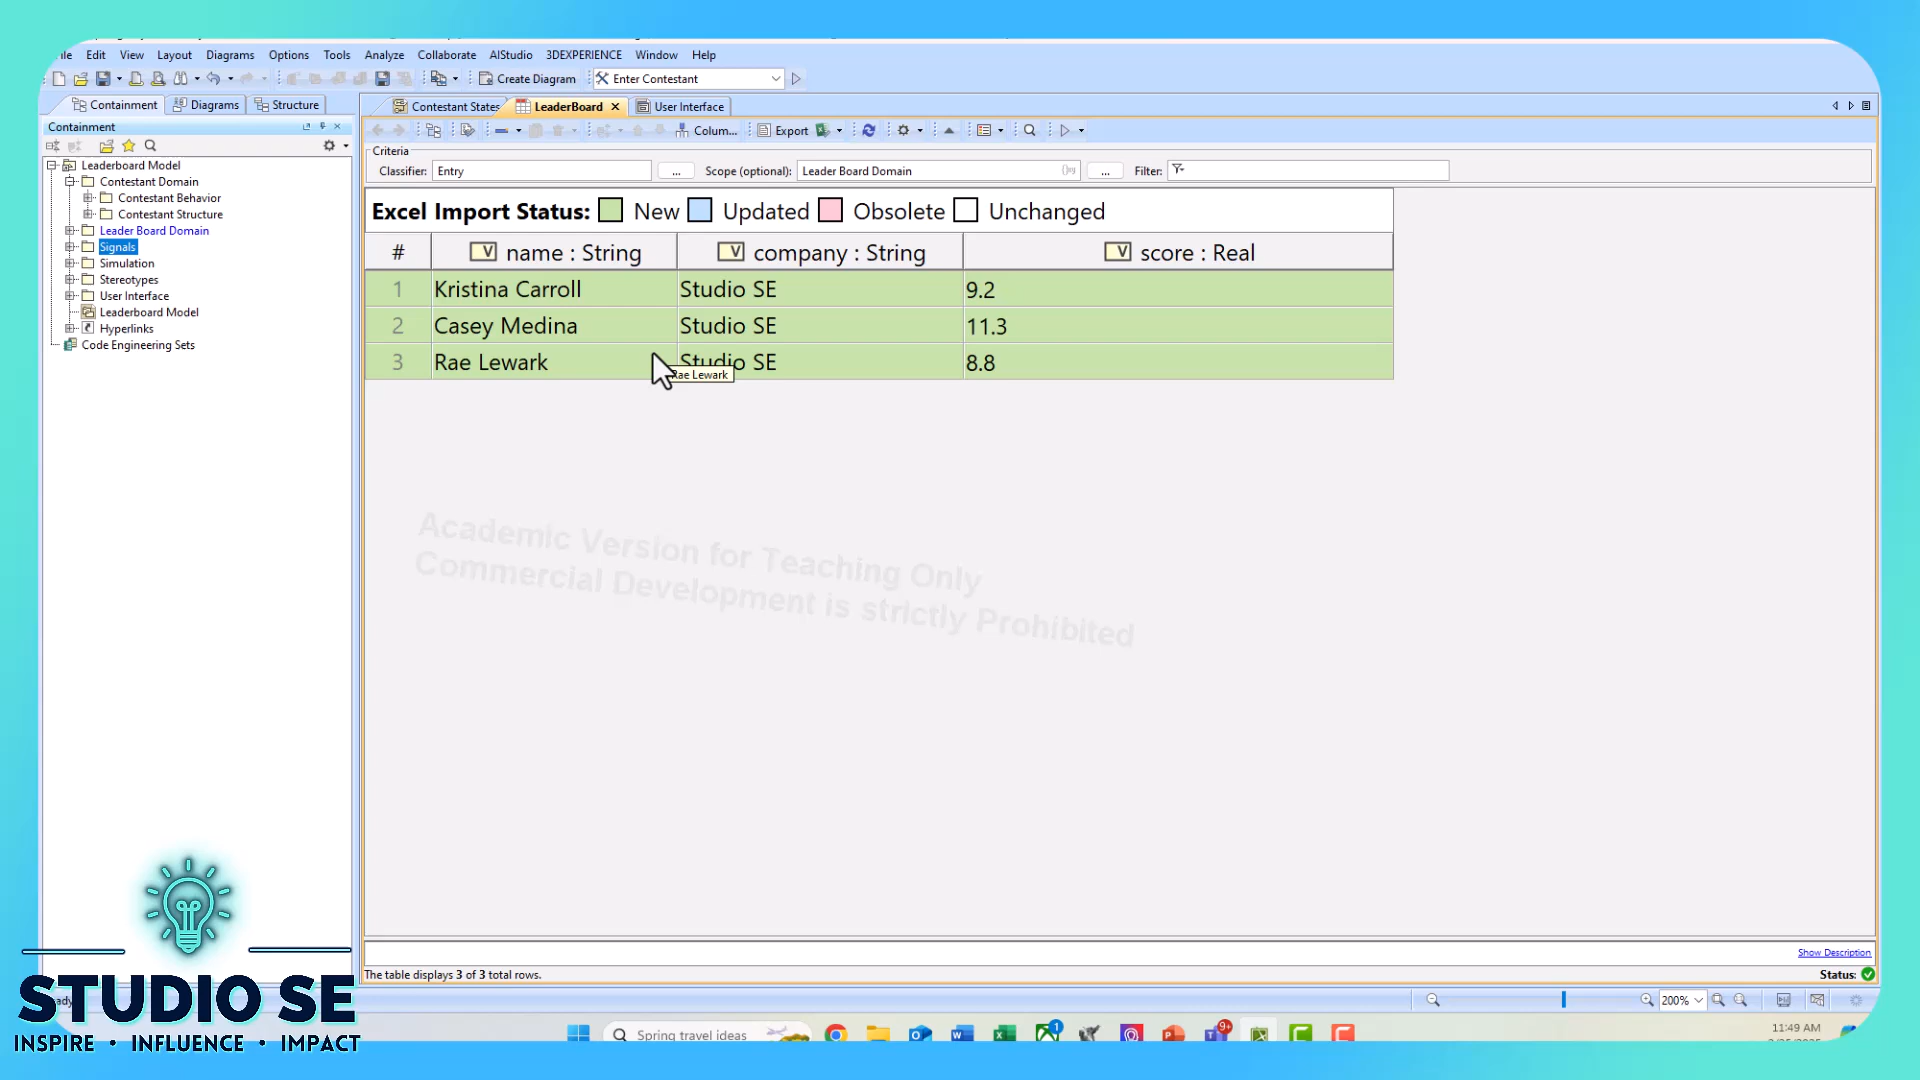 ile Edit View Layout Diagrams Options Tools Analyze Collaborate AIStudio 3DEXPERIENCE Window Help
Create Diagram Enter Contestant
Containment Diagrams Structure
Contestant States LeaderBoard User Interface
Containment
Colum... Export
Criteria
Classifier: Entry ... Scope (optional): Leader Board Domain ... Filter:
Leaderboard Model
Contestant Domain
Contestant Behavior
Contestant Structure
Leader Board Domain
Signals
Simulation
Stereotypes
User Interface
Leaderboard Model
Hyperlinks
Code Engineering Sets
Excel Import Status: New Updated Obsolete Unchanged
# V name : String V company : String V score : Real
1 Kristina Carroll Studio SE 9.2
2 Casey Medina Studio SE 11.3
3 Rae Lewark Studio SE 8.8
Rae Lewark
Academic Version for Teaching Only
Commercial Development is strictly Prohibited
Show Description
The table displays 3 of 3 total rows.
Status:
200%
STUDIO SE
INSPIRE • INFLUENCE • IMPACT
Spring travel ideas
1
9+
11:49 AM